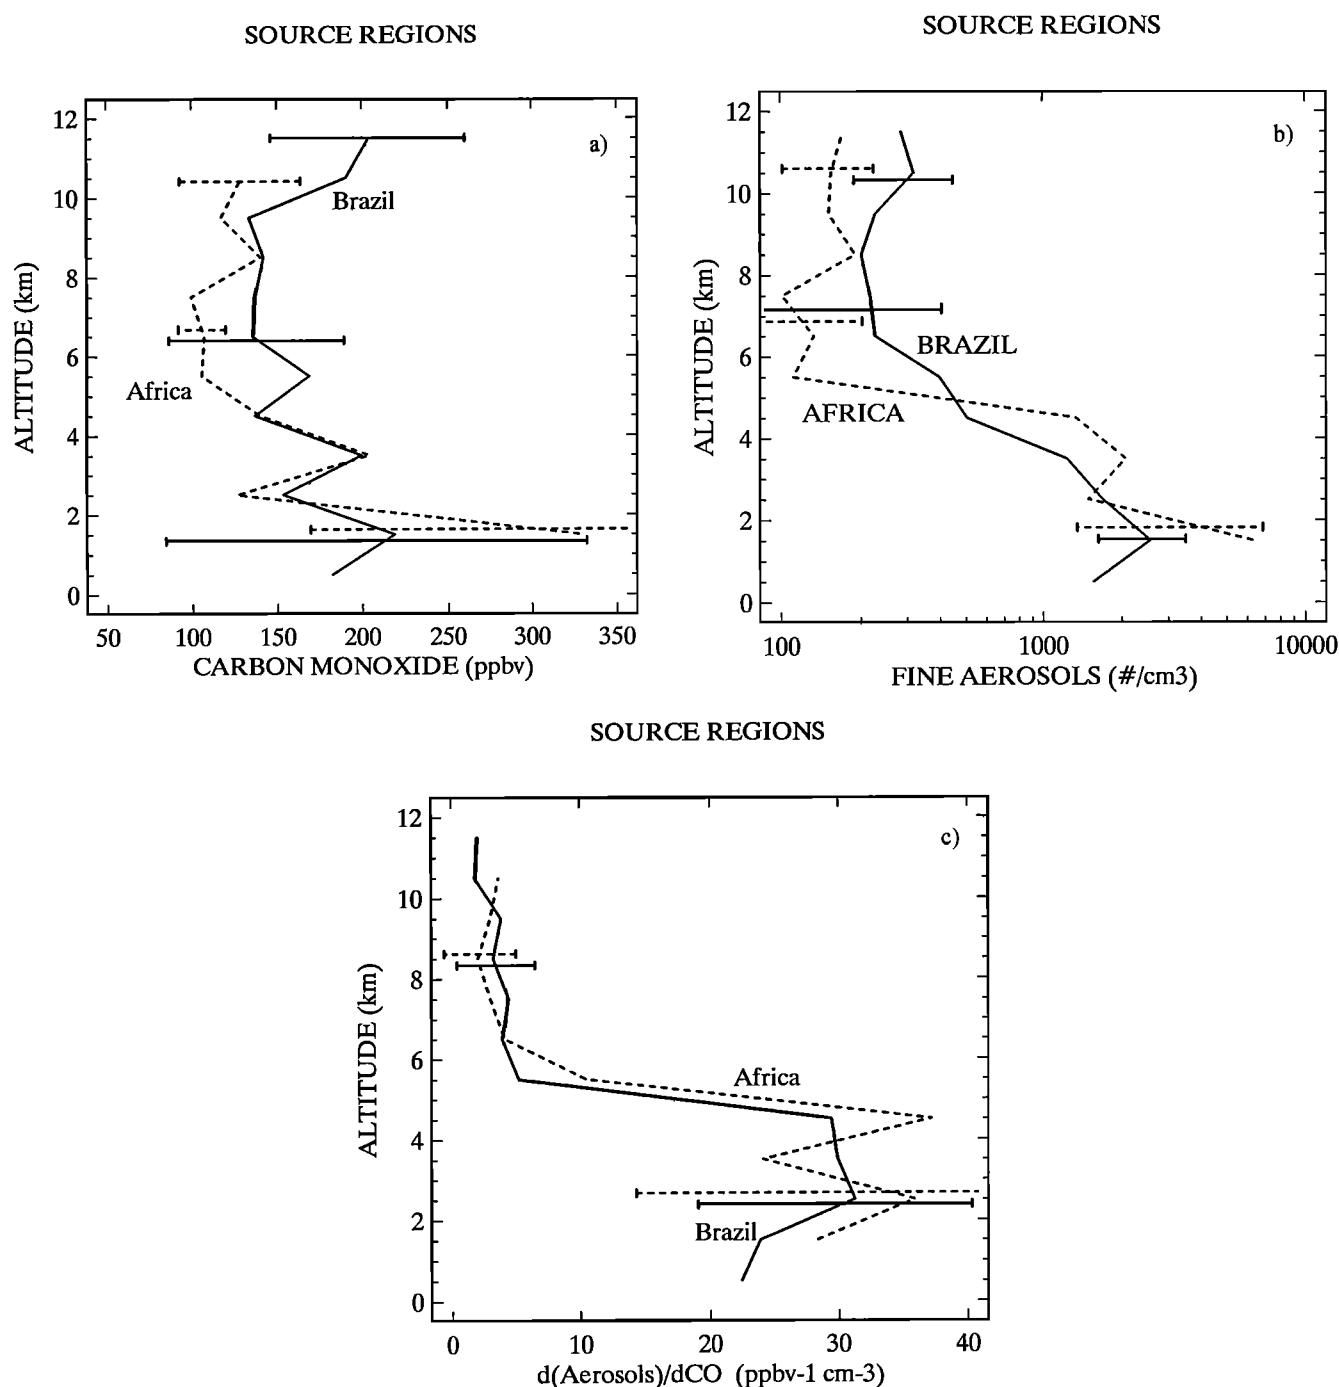 SOURCE REGIONS
a)
12
10
8
6
4
2
0
ALTITUDE (km)
Brazil
Africa
50 100 150 200 250 300 350
CARBON MONOXIDE (ppbv)
SOURCE REGIONS
b)
12
10
8
6
4
2
0
ALTITUDE (km)
BRAZIL
AFRICA
100 1000 10000
FINE AEROSOLS (#/cm3)
SOURCE REGIONS
c)
12
10
8
6
4
2
0
ALTITUDE (km)
Africa
Brazil
0 10 20 30 40
d(Aerosols)/dCO (ppbv-1 cm-3)